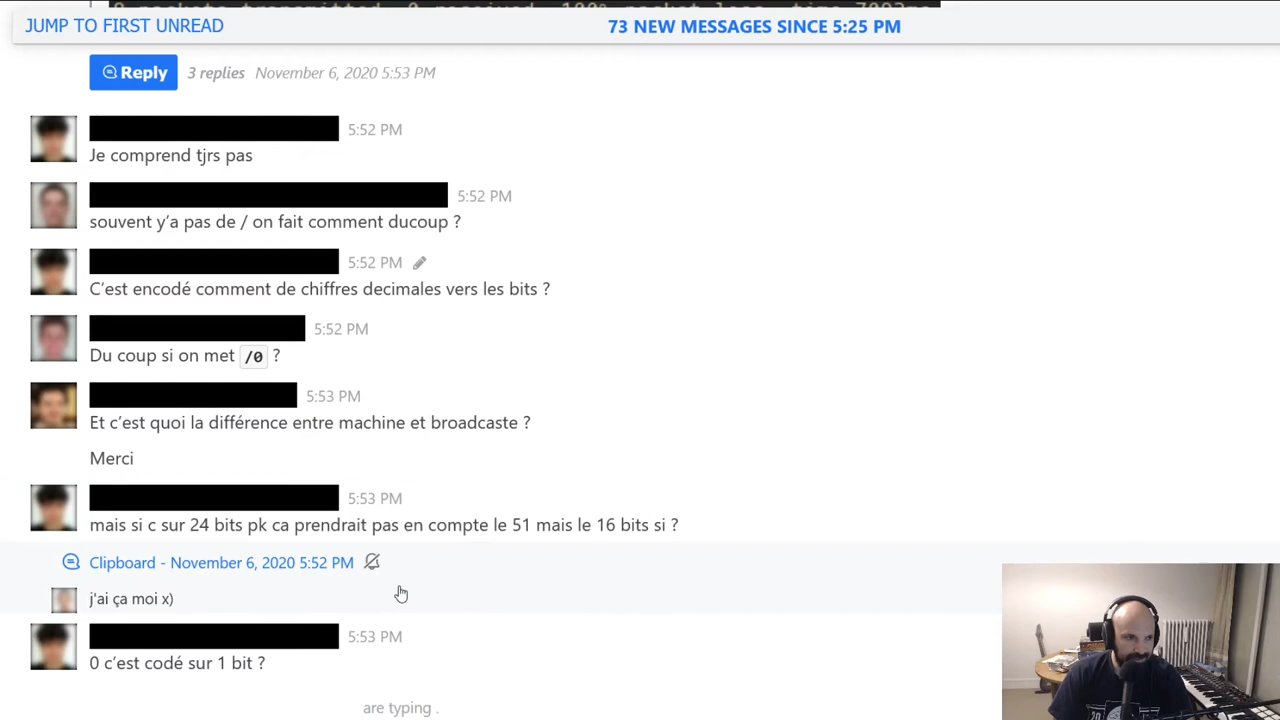 JUMP TO FIRST UNREAD
73 NEW MESSAGES SINCE 5:25 PM
Reply 3 replies November 6, 2020 5:53 PM
5:52 PM
Je comprend tjrs pas
5:52 PM
souvent y'a pas de / on fait comment ducoup ?
5:52 PM
C'est encodé comment de chiffres decimales vers les bits ?
5:52 PM
Du coup si on met /0 ?
5:53 PM
Et c'est quoi la différence entre machine et broadcaste ?
Merci
5:53 PM
mais si c sur 24 bits pk ca prendrait pas en compte le 51 mais le 16 bits si ?
Clipboard - November 6, 2020 5:52 PM
j'ai ça moi x)
5:53 PM
0 c'est codé sur 1 bit ?
are typing .